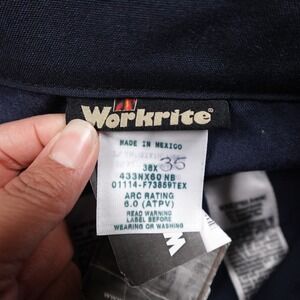 Workrite®
MADE IN MEXICO
38X 35
433NX60 NB
01114-F73859TEX
ARC RATING
6.0 (ATPV)
READ WARNING
LABEL BEFORE
WEARING OR WASHING
W